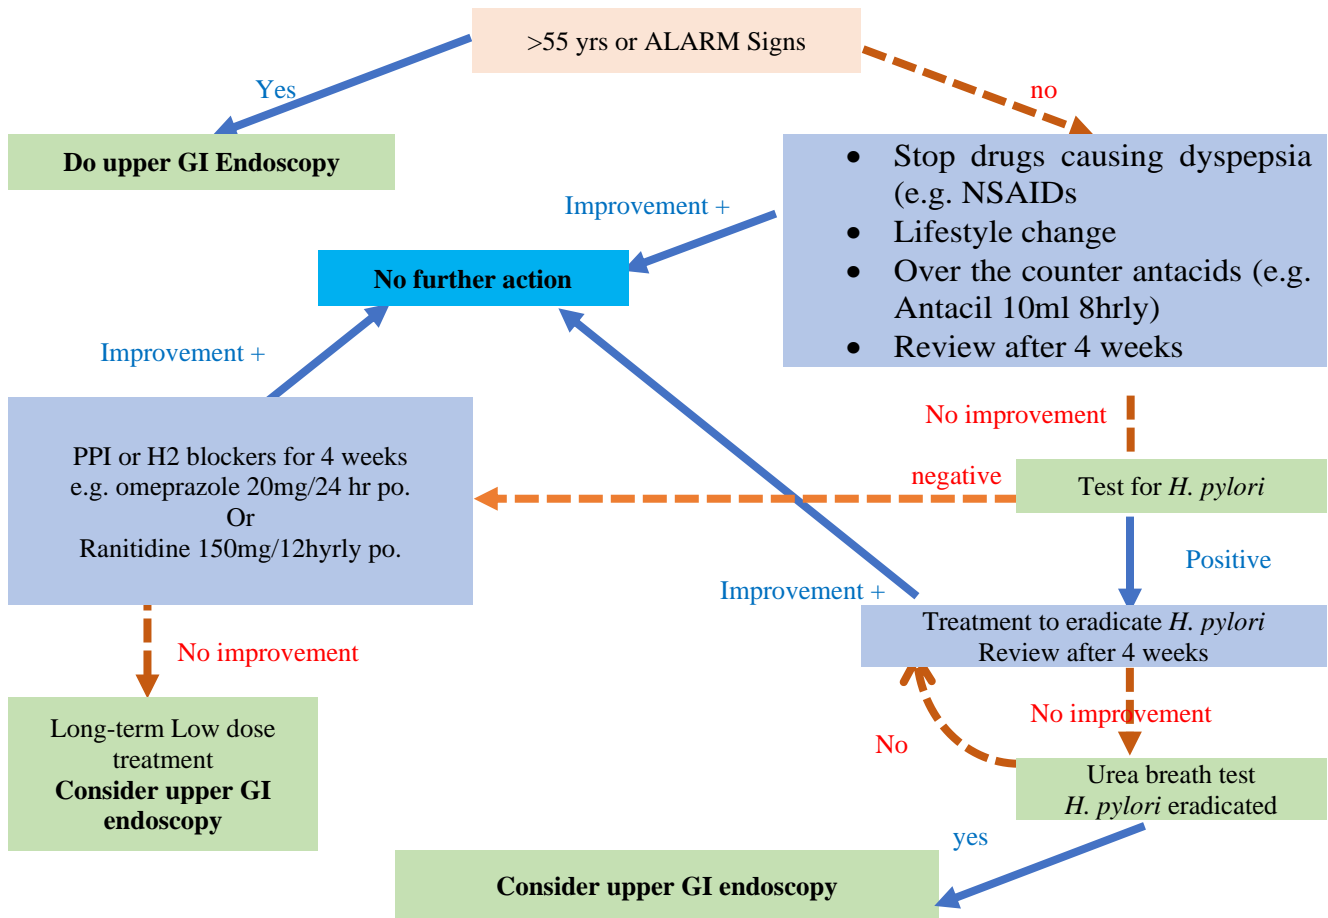 >55 yrs or ALARM Signs
Yes
no
Do upper GI Endoscopy
• Stop drugs causing dyspepsia
(e.g. NSAIDs
• Lifestyle change
• Over the counter antacids (e.g.
Antacil 10ml 8hrly)
• Review after 4 weeks
Improvement +
No further action
Improvement +
No improvement
PPI or H2 blockers for 4 weeks
e.g. omeprazole 20mg/24 hr po.
Or
Ranitidine 150mg/12hyrly po.
negative
Test for H. pylori
Positive
Improvement +
Treatment to eradicate H. pylori
Review after 4 weeks
No improvement
No improvement
No
Long-term Low dose
treatment
Consider upper GI
endoscopy
Urea breath test
H. pylori eradicated
yes
Consider upper GI endoscopy